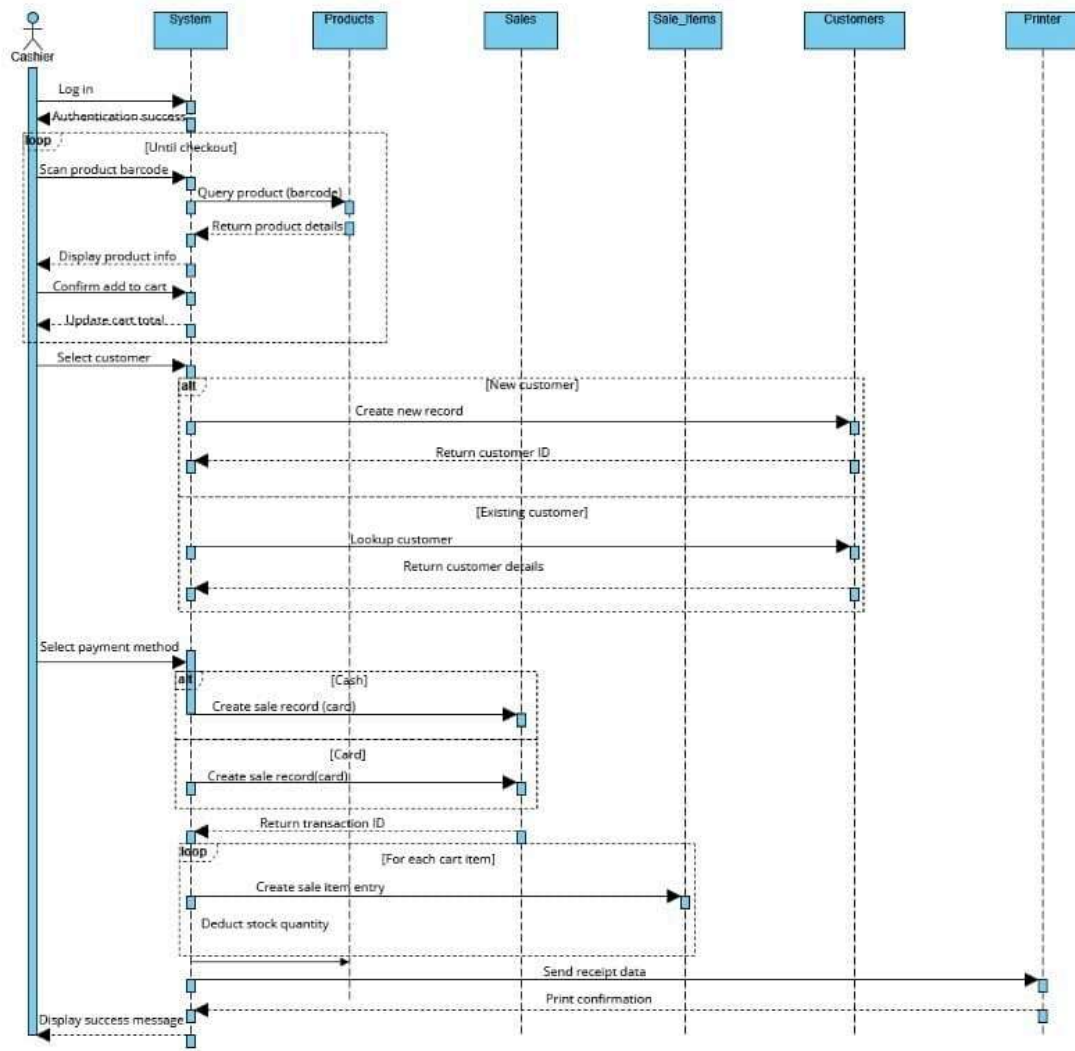 System
Products
Sales
Sale_Items
Customers
Printer
Cashier
Log in
Authentication success
loop
[Until checkout]
Scan product barcode
Query product (barcode)
Return product details
Display product info
Confirm add to cart
Update cart total
Select customer
alt
[New customer]
Create new record
Return customer ID
[Existing customer]
Lookup customer
Return customer details
Select payment method
alt
[Cash]
Create sale record (card)
[Card]
Create sale record(card)
Return transaction ID
loop
[For each cart item]
Create sale item entry
Deduct stock quantity
Send receipt data
Print confirmation
Display success message